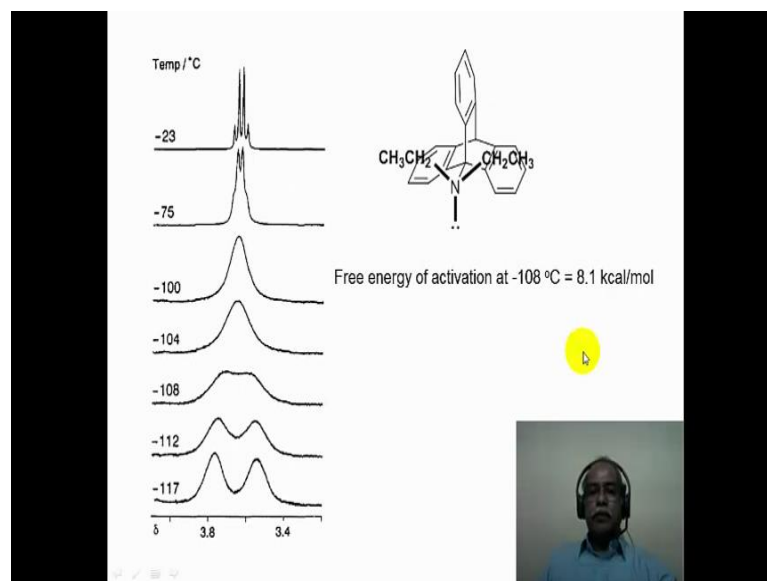 Temp/°C
-23
-75
-100
-104
-108
-112
-117
δ 3.8 3.4
CH₃CH₂ CH₂CH₃
N
..
Free energy of activation at -108 ºC = 8.1 kcal/mol